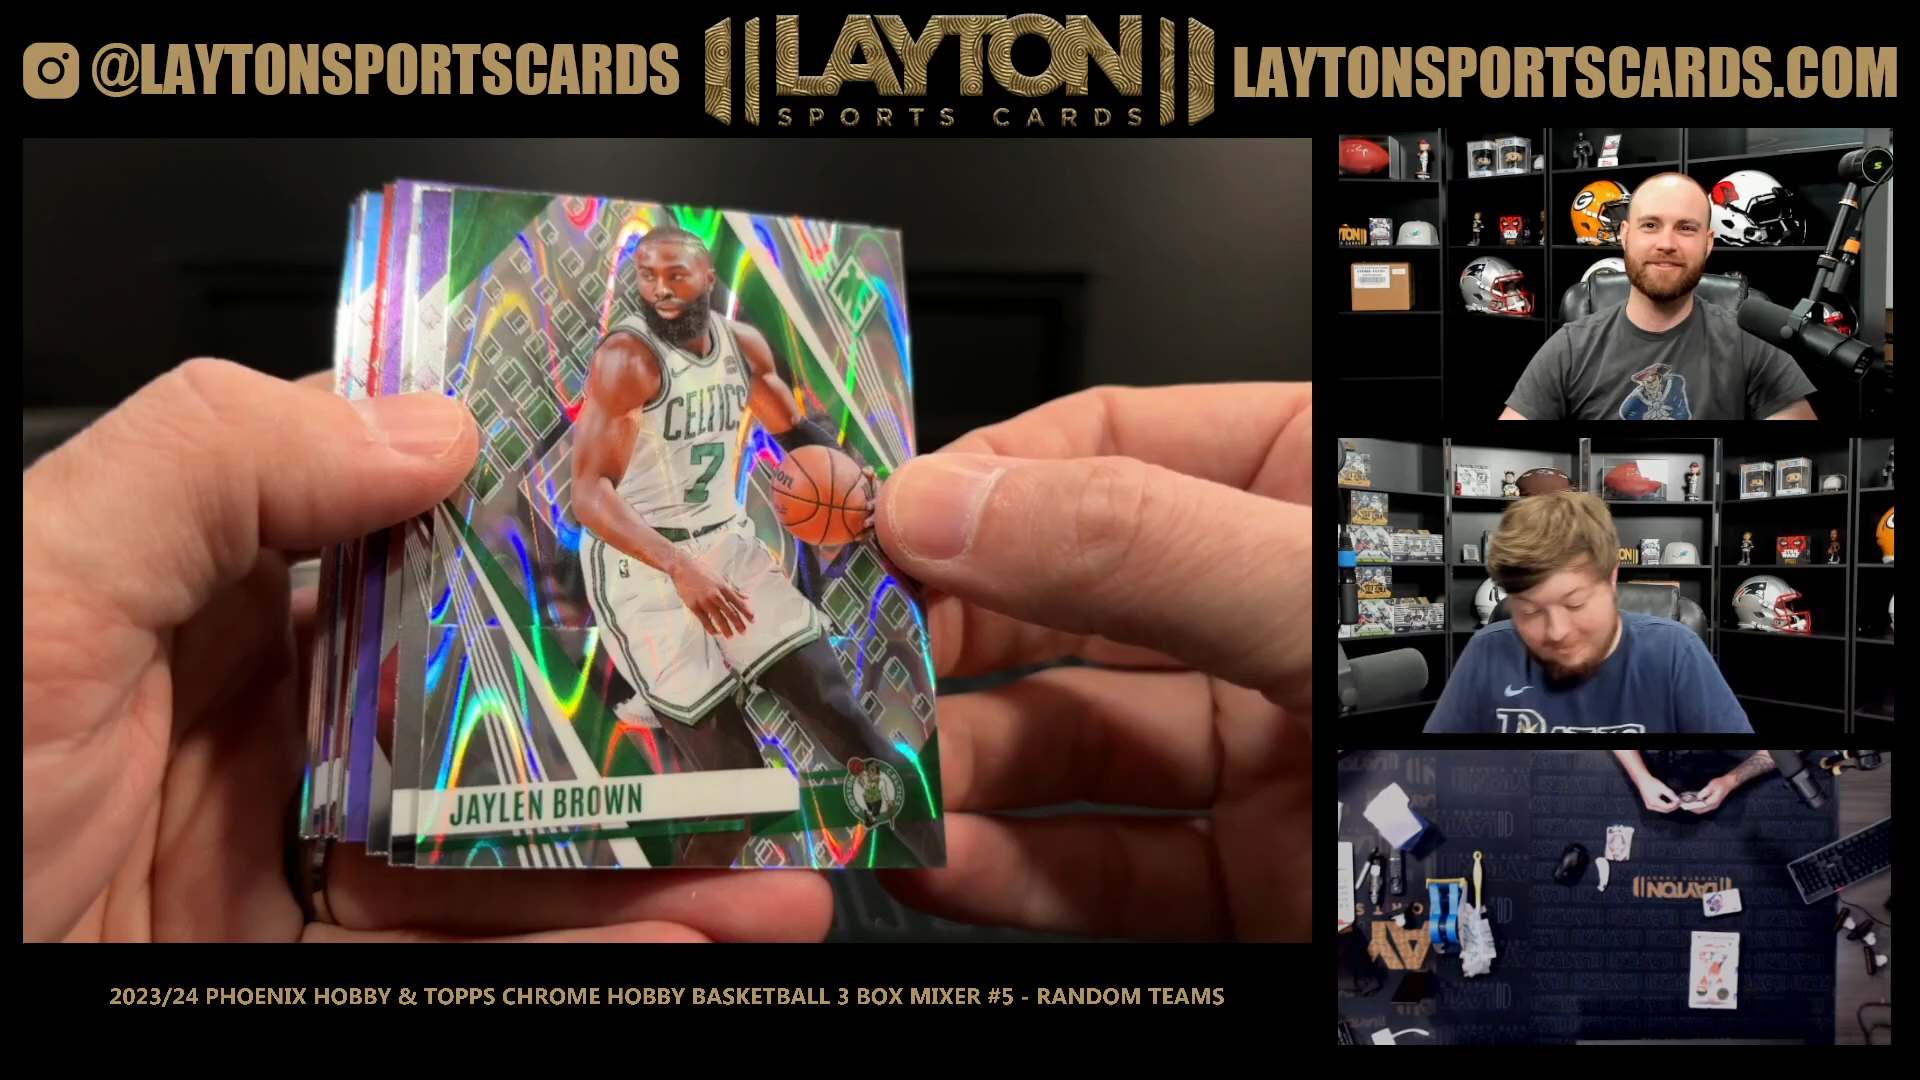 @LAYTONSPORTSCARDS
LAYTON
SPORTS CARDS
LAYTONSPORTSCARDS.COM
CELTICS
7
JAYLEN BROWN
2023/24 PHOENIX HOBBY & TOPPS CHROME HOBBY BASKETBALL 3 BOX MIXER #5 - RANDOM TEAMS
LAYTON